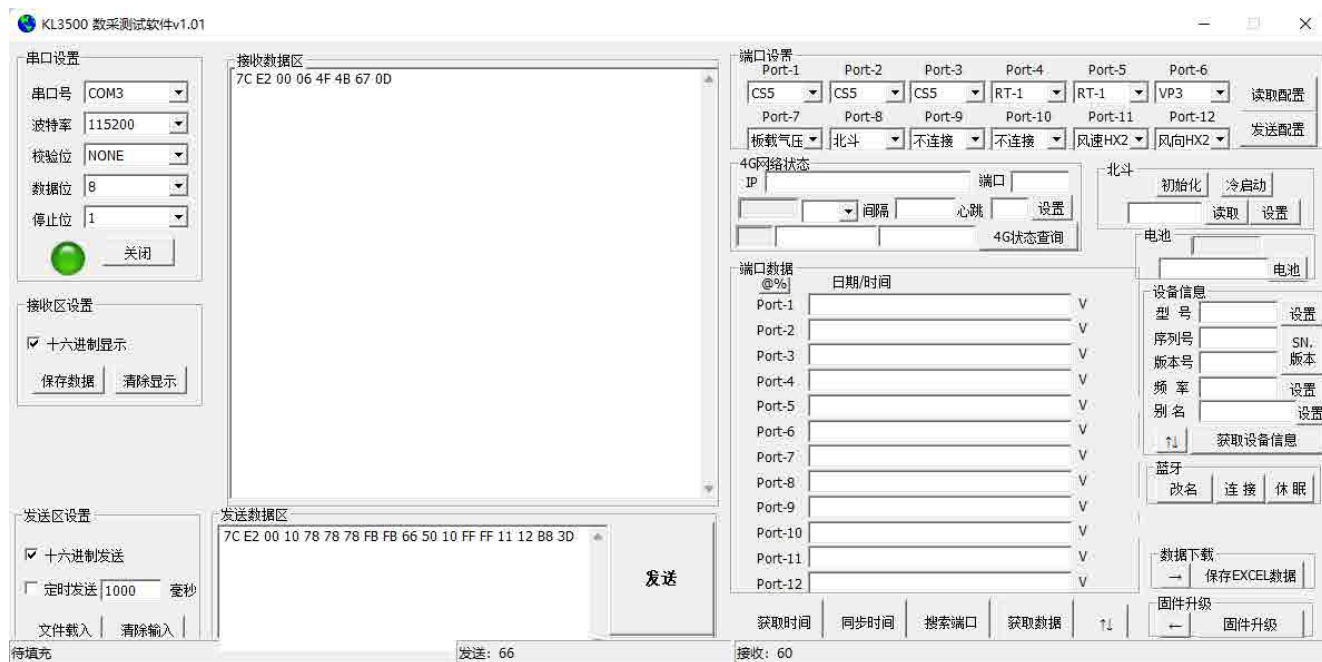 KL3500 数采测试软件v1.01
串口设置
串口号 COM3
波特率 115200
校验位 NONE
数据位 8
停止位 1
关闭
接收区设置
十六进制显示
保存数据 清除显示
发送区设置
十六进制发送
定时发送 1000 毫秒
文件载入 清除输入
接收数据区
7C E2 00 06 4F 4B 67 0D
发送数据区
7C E2 00 10 78 78 78 FB FB 66 50 10 FF FF 11 12 B8 3D
发送
端口设置
Port-1 Port-2 Port-3 Port-4 Port-5 Port-6
CS5 CS5 CS5 RT-1 RT-1 VP3 读取配置
Port-7 Port-8 Port-9 Port-10 Port-11 Port-12
板载气压 北斗 不连接 不连接 风速HX2 风向HX2 发送配置
4G网络状态
IP 端口
间隔 心跳 设置
4G状态查询
北斗
初始化 冷启动
读取 设置
电池
电池
端口数据
@% 日期/时间
Port-1 V
Port-2 V
Port-3 V
Port-4 V
Port-5 V
Port-6 V
Port-7 V
Port-8 V
Port-9 V
Port-10 V
Port-11 V
Port-12 V
获取时间 同步时间 搜索端口 获取数据 ↑↓
设备信息
型 号 设置
序列号 SN.
版本号 版本
频 率 设置
别 名 设置
↑↓ 获取设备信息
蓝牙
改名 连 接 休 眠
数据下载
→ 保存EXCEL数据
固件升级
← 固件升级
待填充 发送: 66 接收: 60